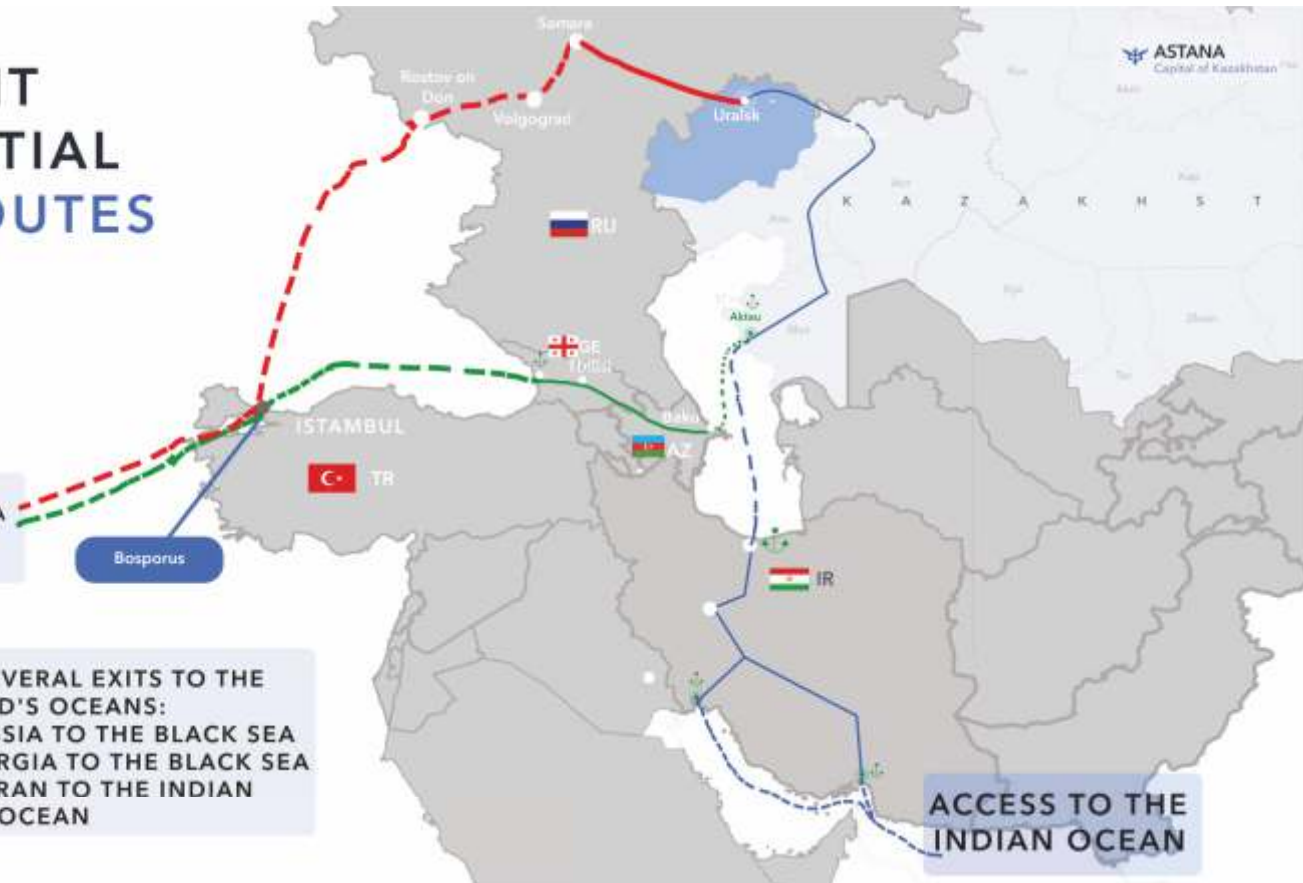 IT
TIAL
OUTES
Samara
Rostov on
Don
Volgograd
Uralsk
ASTANA
Capital of Kazakhstan
K A Z A K H S T
RU
GE
Tbilisi
Aktau
Baku
AZ
ISTAMBUL
TR
A
Bosporus
IR
VERAL EXITS TO THE
D'S OCEANS:
SIA TO THE BLACK SEA
RGIA TO THE BLACK SEA
RAN TO THE INDIAN
OCEAN
ACCESS TO THE
INDIAN OCEAN